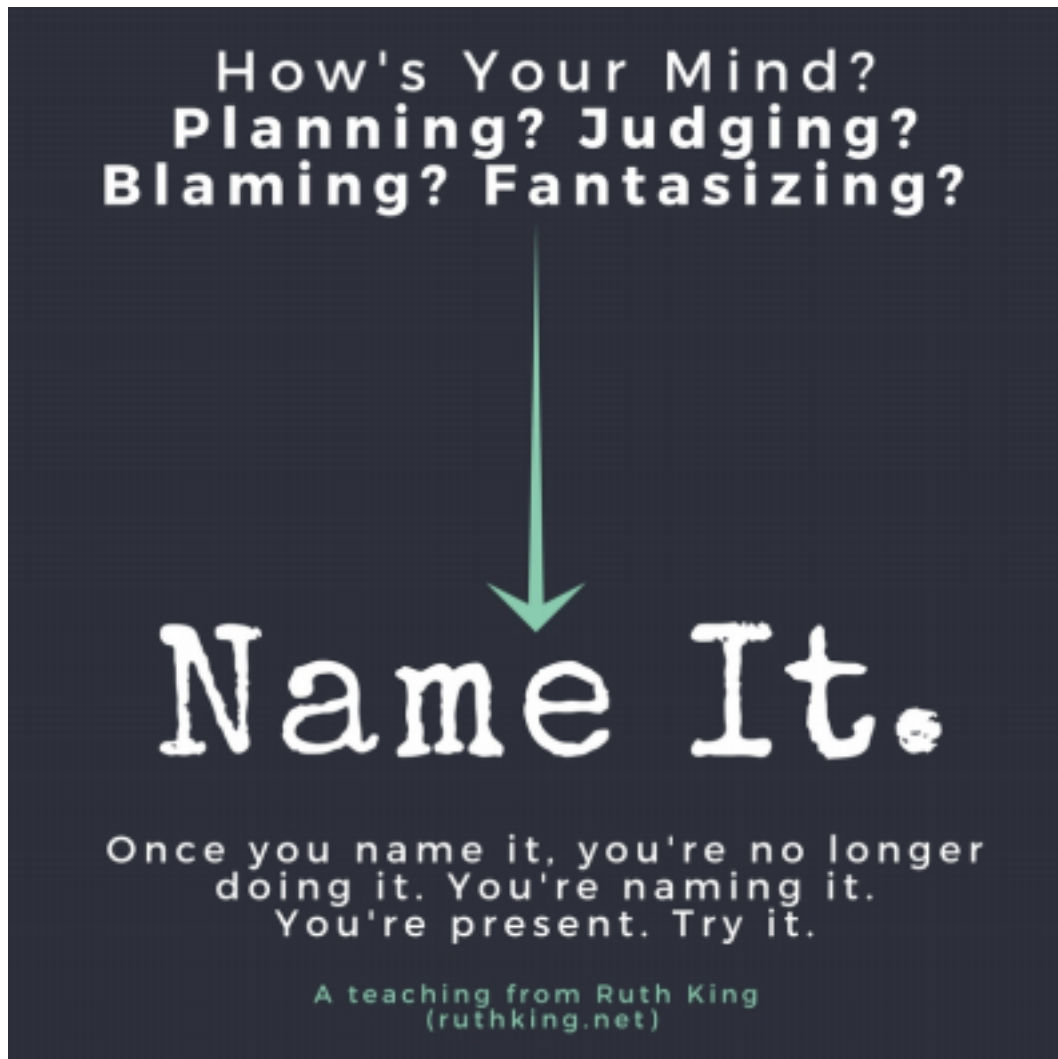 How's Your Mind?
Planning? Judging?
Blaming? Fantasizing?
Name It.
Once you name it, you're no longer
doing it. You're naming it.
You're present. Try it.
A teaching from Ruth King
(ruthking.net)